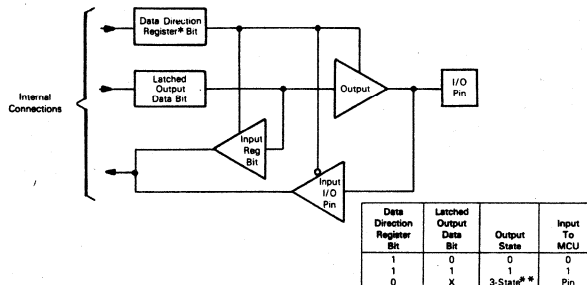 Data Direction
Register* Bit
Latched
Output
Data Bit
Output
I/O
Pin
Internal
Connections
Input
Reg
Bit
Input
I/O
Pin
Data
Direction
Register
Bit
Latched
Output
Data
Bit
Output
State
Input
To
MCU
1 0 0 0
1 1 1 1
0 X 3-State** Pin